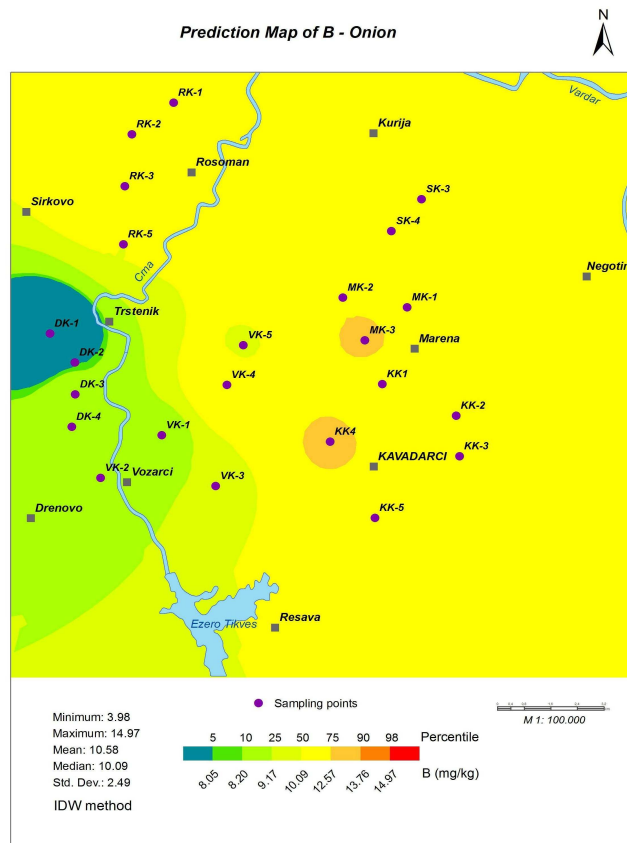 N
Prediction Map of B - Onion
Vardar
RK-1
RK-2
Kurija
Rosoman
RK-3
SK-3
Sirkovo
SK-4
RK-5
Crna
Negotin
MK-2
MK-1
Trstenik
DK-1
VK-5
MK-3
Marena
DK-2
VK-4
KK1
DK-3
KK-2
DK-4
VK-1
KK4
KK-3
KAVADARCI
VK-2
Vozarci
VK-3
Drenovo
KK-5
Ezero Tikves
Resava
Sampling points
Minimum: 3.98
Maximum: 14.97
Mean: 10.58
Median: 10.09
Std. Dev.: 2.49
IDW method
5 10 25 50 75 90 98 Percentile
8.05 8.20 9.17 10.09 12.57 13.76 14.97 B (mg/kg)
M 1: 100.000